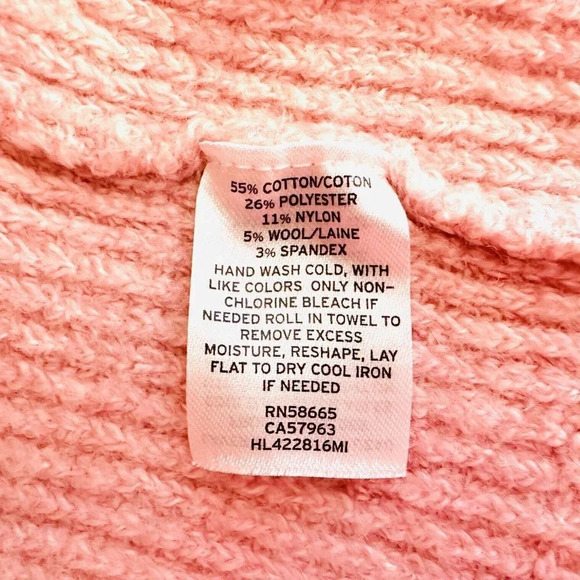 55% COTTON/COTON
26% POLYESTER
11% NYLON
5% WOOL/LAINE
3% SPANDEX
HAND WASH COLD, WITH
LIKE COLORS ONLY NON-
CHLORINE BLEACH IF
NEEDED ROLL IN TOWEL TO
REMOVE EXCESS
MOISTURE, RESHAPE, LAY
FLAT TO DRY COOL IRON
IF NEEDED
RN58665
CA57963
HL422816MI